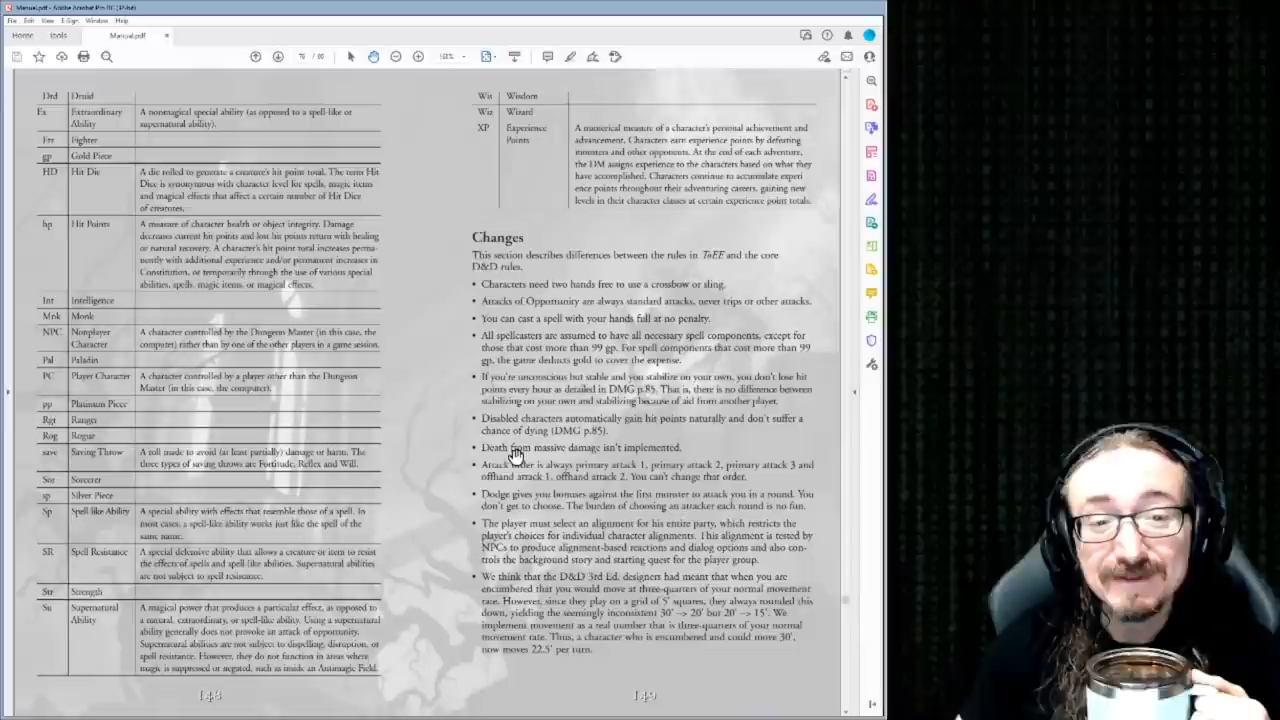 Manual.pdf - Adobe Acrobat Pro DC (32-bit)
File Edit View E-Sign Window Help
Home Tools Manual.pdf ×
76 / 80
Drd Druid
Ex Extraordinary Ability A nonmagical special ability (as opposed to a spell-like or
supernatural ability).
Ftr Fighter
gp Gold Piece
HD Hit Die A die rolled to generate a creature's hit point total. The term Hit
Dice is synonymous with character level for spells, magic items
and magical effects that affect a certain number of Hit Dice
of creatures.
hp Hit Points A measure of character health or object integrity. Damage
decreases current hit points and lost hit points return with healing
or natural recovery. A character's hit point total increases perma-
nently with additional experience and/or permanent increases in
Constitution, or temporarily through the use of various special
abilities, spells, magic items, or magical effects.
Int Intelligence
Mnk Monk
NPC Nonplayer Character A character controlled by the Dungeon Master (in this case, the
computer) rather than by one of the other players in a game session.
Pal Paladin
PC Player Character A character controlled by a player other than the Dungeon
Master (in this case, the computer).
pp Platinum Piece
Rgr Ranger
Rog Rogue
save Saving Throw A roll made to avoid (at least partially) damage or harm. The
three types of saving throws are Fortitude, Reflex and Will.
Sor Sorcerer
sp Silver Piece
Sp Spell-like Ability A special ability with effects that resemble those of a spell. In
most cases, a spell-like ability works just like the spell of the
same name.
SR Spell Resistance A special defensive ability that allows a creature or item to resist
the effects of spells and spell-like abilities. Supernatural abilities
are not subject to spell resistance.
Str Strength
Su Supernatural Ability A magical power that produces a particular effect, as opposed to
a natural, extraordinary, or spell-like ability. Using a supernatural
ability generally does not provoke an attack of opportunity.
Supernatural abilities are not subject to dispelling, disruption, or
spell resistance. However, they do not function in areas where
magic is suppressed or negated, such as inside an Antimagic Field.
148
Wis Wisdom
Wiz Wizard
XP Experience Points A numerical measure of a character's personal achievement and
advancement. Characters earn experience points by defeating
monsters and other opponents. At the end of each adventure,
the DM assigns experience to the characters based on what they
have accomplished. Characters continue to accumulate experi
ence points throughout their adventuring careers, gaining new
levels in their character classes at certain experience point totals.
Changes
This section describes differences between the rules in ToEE and the core
D&D rules.
• Characters need two hands free to use a crossbow or sling.
• Attacks of Opportunity are always standard attacks, never trips or other attacks.
• You can cast a spell with your hands full at no penalty.
• All spellcasters are assumed to have all necessary spell components, except for
those that cost more than 99 gp. For spell components that cost more than 99
gp, the game deducts gold to cover the expense.
• If you're unconscious but stable and you stabilize on your own, you don't lose hit
points every hour as detailed in DMG p.85. That is, there is no difference between
stabilizing on your own and stabilizing because of aid from another player.
• Disabled characters automatically gain hit points naturally and don't suffer a
chance of dying (DMG p.85).
• Death from massive damage isn't implemented.
• Attack order is always primary attack 1, primary attack 2, primary attack 3 and
offhand attack 1, offhand attack 2. You can't change that order.
• Dodge gives you bonuses against the first monster to attack you in a round. You
don't get to choose. The burden of choosing an attacker each round is no fun.
• The player must select an alignment for his entire party, which restricts the
player's choices for individual character alignments. This alignment is tested by
NPCs to produce alignment-based reactions and dialog options and also con-
trols the background story and starting quest for the player group.
• We think that the D&D 3rd Ed. designers had meant that when you are
encumbered that you would move at three-quarters of your normal movement
rate. However, since they play on a grid of 5' squares, they always rounded this
down, yielding the seemingly inconsistent 30' –> 20' but 20' –> 15'. We
implement movement as a real number that is three-quarters of your normal
movement rate. Thus, a character who is encumbered and could move 30',
now moves 22.5' per turn.
149